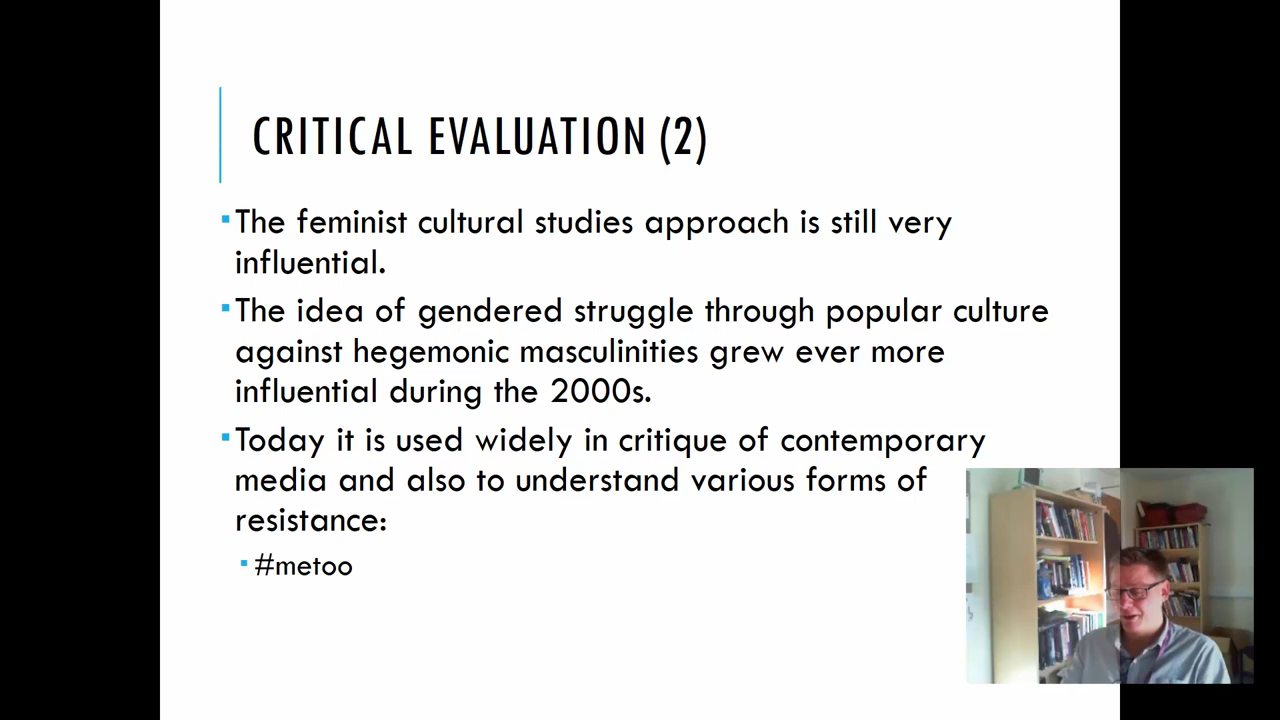 CRITICAL EVALUATION (2)
The feminist cultural studies approach is still very
influential.
The idea of gendered struggle through popular culture
against hegemonic masculinities grew ever more
influential during the 2000s.
Today it is used widely in critique of contemporary
media and also to understand various forms of
resistance:
#metoo